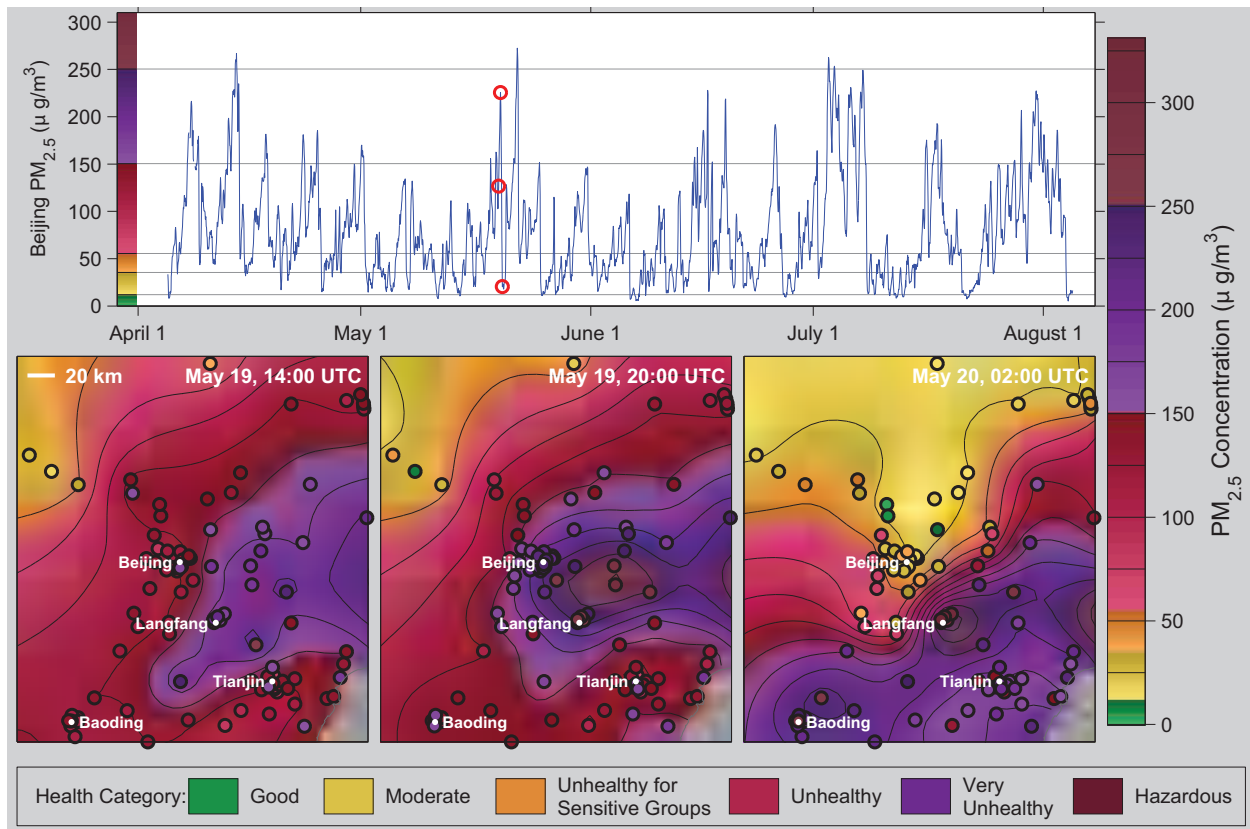 Beijing PM2.5 (μ g/m3)
300
250
200
150
100
50
0
April 1
May 1
June 1
July 1
August 1
20 km
May 19, 14:00 UTC
Beijing
Langfang
Tianjin
Baoding
May 19, 20:00 UTC
Beijing
Langfang
Tianjin
Baoding
May 20, 02:00 UTC
Beijing
Langfang
Tianjin
Baoding
300
250
200
150
100
50
0
PM2.5 Concentration (μ g/m3)
Health Category:
Good
Moderate
Unhealthy for
Sensitive Groups
Unhealthy
Very
Unhealthy
Hazardous